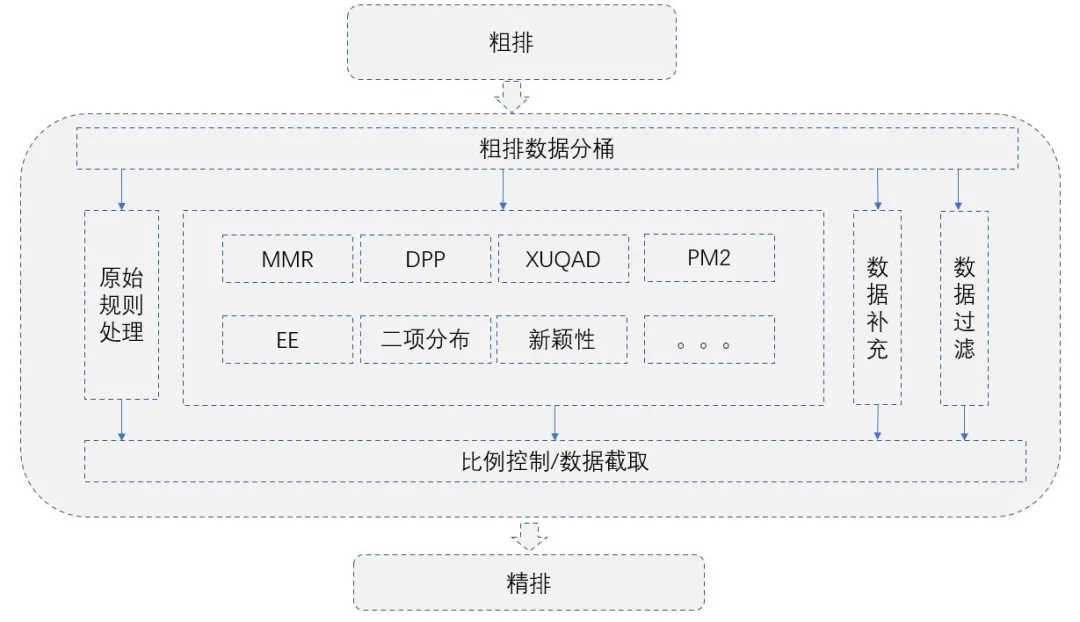 粗排
粗排数据分桶
原始
规则
处理
MMR
DPP
XUQAD
PM2
EE
二项分布
新颖性
。。。
数
据
补
充
数
据
过
滤
比例控制/数据截取
精排